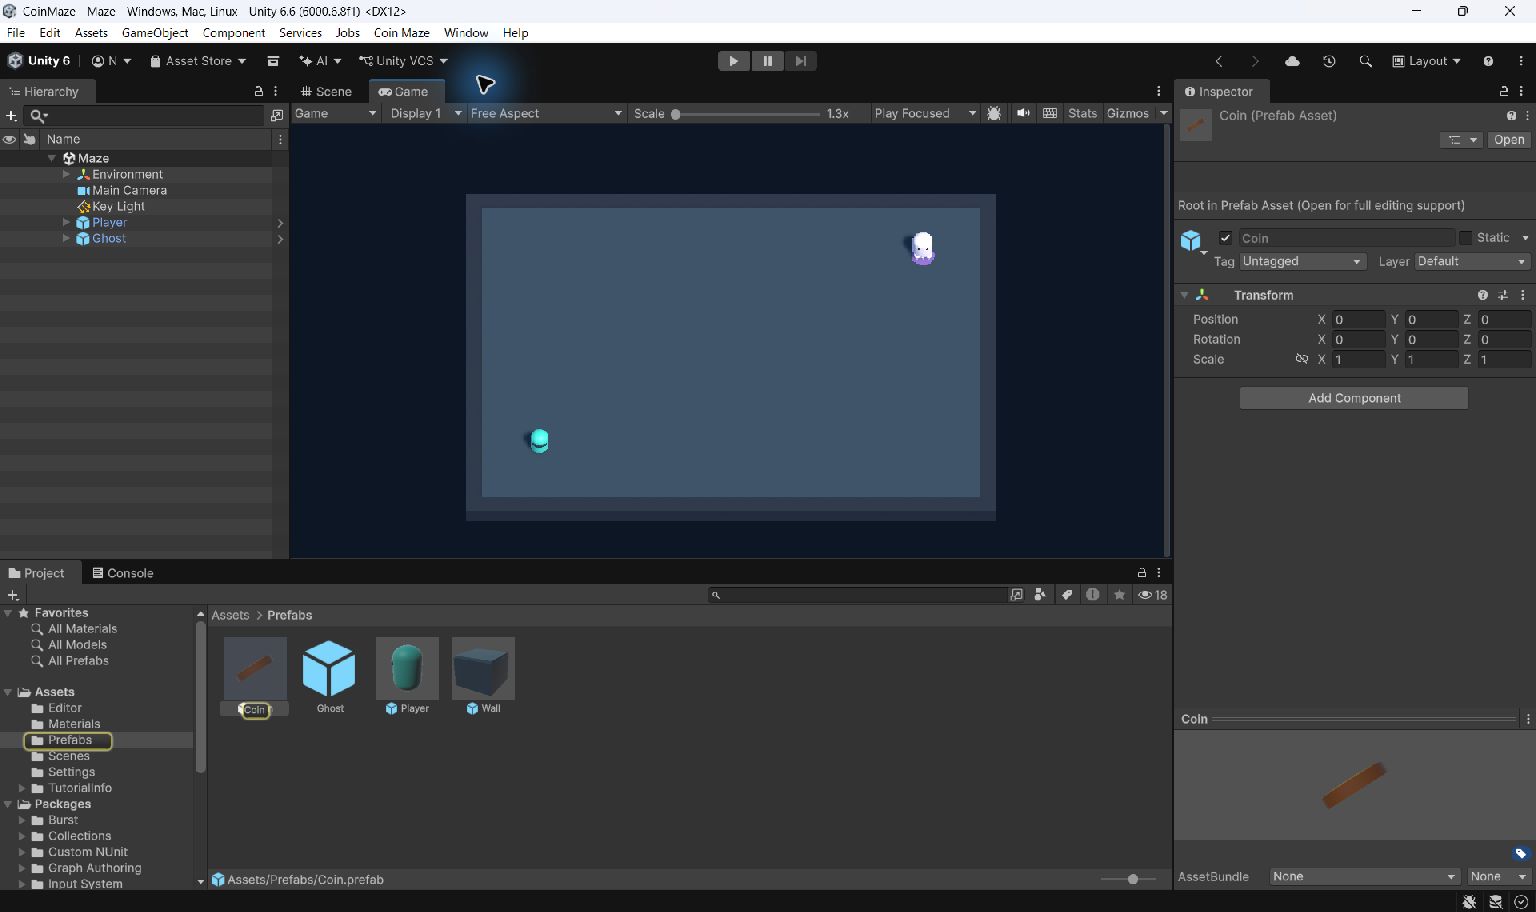 CoinMaze - Maze - Windows, Mac, Linux - Unity 6.6 (6000.6.8f1) <DX12>
File Edit Assets GameObject Component Services Jobs Coin Maze Window Help
Unity 6 N Asset Store AI Unity VCS Layout
Hierarchy Scene Game Inspector
Game Display 1 Free Aspect Scale 1.3x Play Focused Stats Gizmos
Coin (Prefab Asset)
Open
Name
Maze
Environment
Main Camera
Key Light
Player
Ghost
Root in Prefab Asset (Open for full editing support)
Coin Static
Tag Untagged Layer Default
Transform
Position X 0 Y 0 Z 0
Rotation X 0 Y 0 Z 0
Scale X 1 Y 1 Z 1
Add Component
Project Console
18
Favorites
All Materials
All Models
All Prefabs
Assets
Editor
Materials
Prefabs
Scenes
Settings
TutorialInfo
Packages
Burst
Collections
Custom NUnit
Graph Authoring
Input System
Assets > Prefabs
Coin Ghost Player Wall
Assets/Prefabs/Coin.prefab
Coin
AssetBundle None None